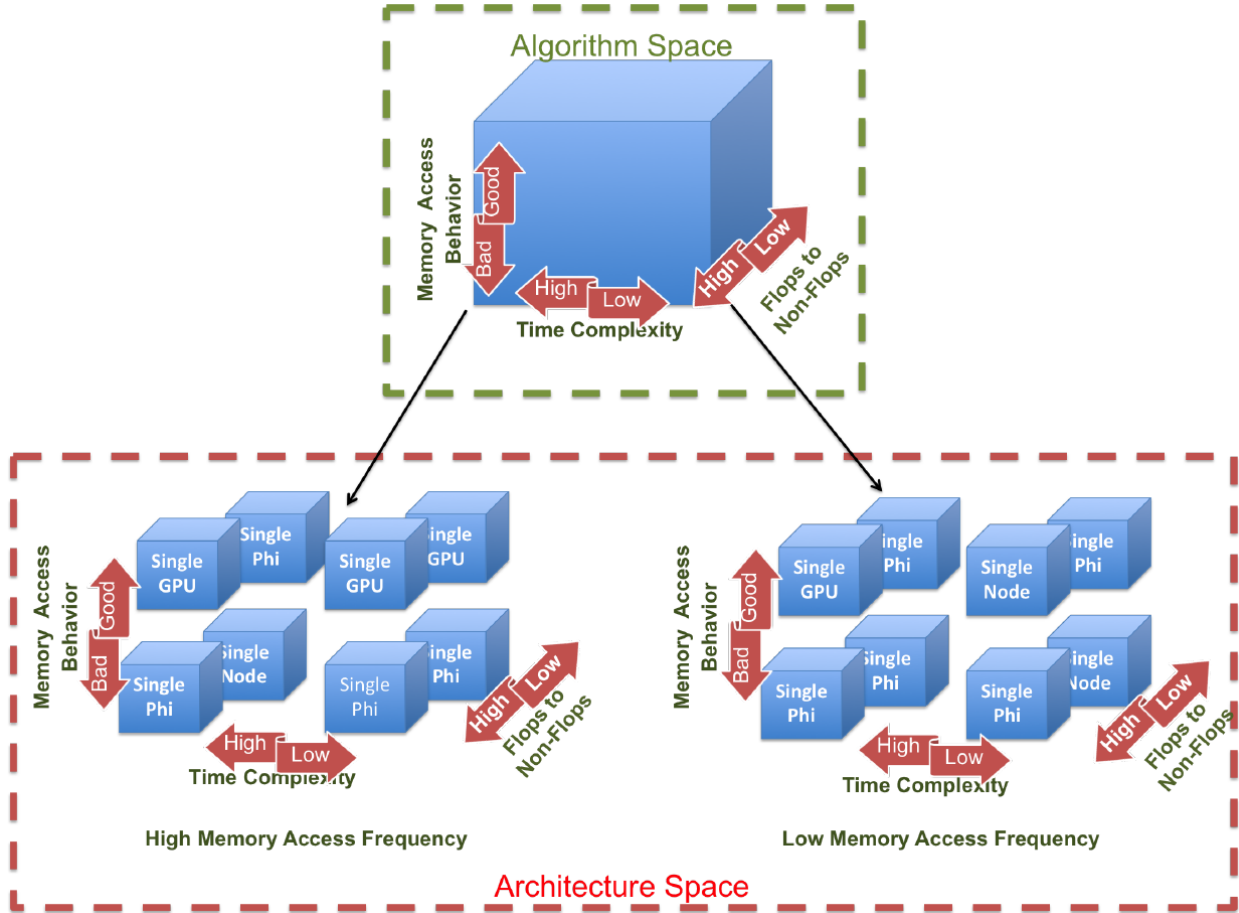 Algorithm Space
Memory Access
Behavior
Good
Bad
High
Low
Time Complexity
High
Low
Flops to
Non-Flops
Memory Access
Behavior
Good
Bad
Single
GPU
Single
Phi
Single
GPU
Single
GPU
Single
Phi
Single
Node
Single
Phi
Single
Phi
High
Low
Time Complexity
High
Low
Flops to
Non-Flops
High Memory Access Frequency
Memory Access
Behavior
Good
Bad
Single
GPU
Single
Phi
Single
Node
Single
Phi
Single
Phi
Single
Phi
Single
Phi
Single
Node
High
Low
Time Complexity
High
Low
Flops to
Non-Flops
Low Memory Access Frequency
Architecture Space